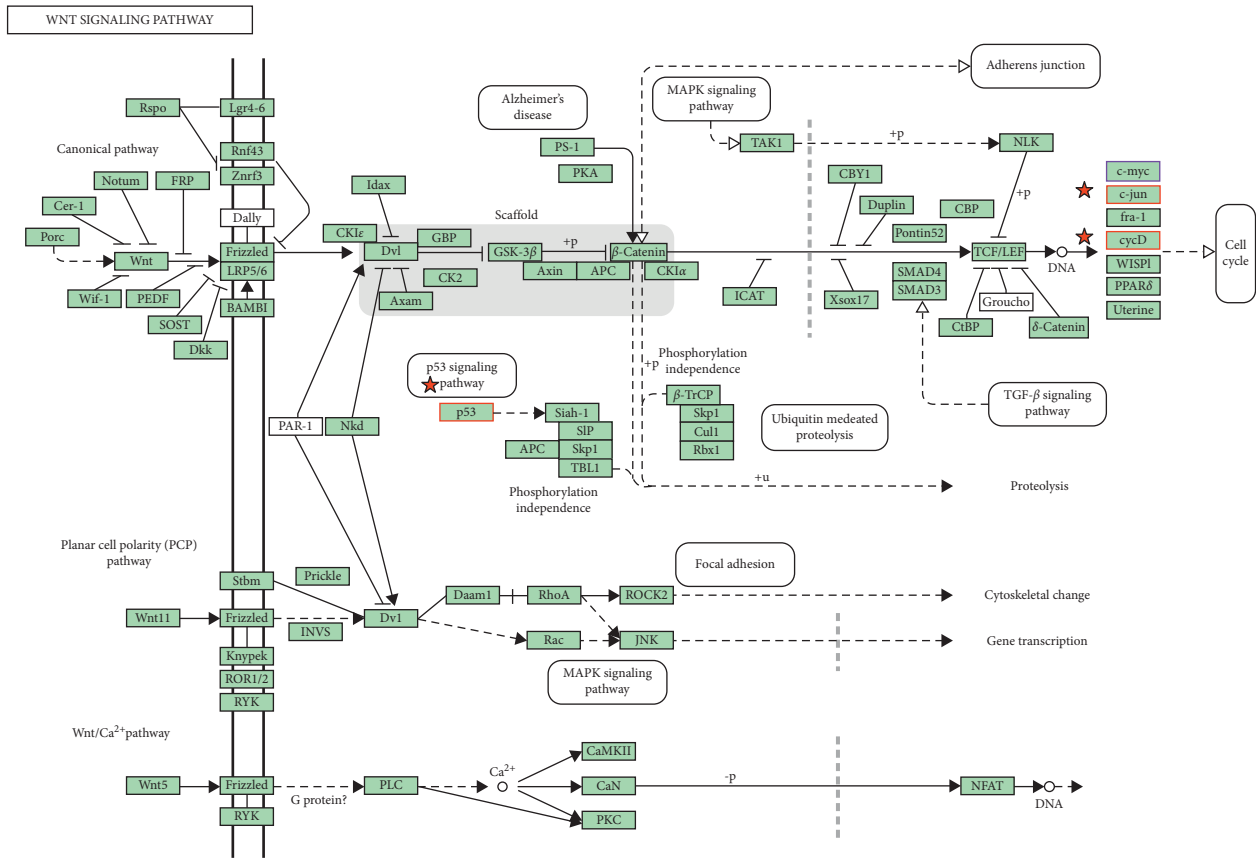 WNT SIGNALING PATHWAY
Adherens junction
Alzheimer's
disease
MAPK signaling
pathway
Rspo
Lgr4-6
PS-1
TAK1
+p
NLK
Canonical pathway
Rnf43
PKA
Znrf3
CBY1
c-myc
Notum
FRP
Idax
+p
c-jun
Cer-1
Dally
Scaffold
Duplin
CBP
fra-1
Porc
CKIε
GBP
Pontin52
cycD
Cell
cycle
Wnt
Frizzled
Dvl
GSK-3β
+p
β-Catenin
TCF/LEF
DNA
LRP5/6
CK2
Axin
APC
CKIα
SMAD4
WISPl
Wif-1
PEDF
BAMBI
Axam
ICAT
Xsox17
SMAD3
Groucho
PPARδ
SOST
CtBP
δ-Catenin
Uterine
Dkk
p53 signaling
pathway
+p
Phosphorylation
independence
TGF-β signaling
pathway
p53
Siah-1
β-TrCP
PAR-1
Nkd
SlP
Skp1
Cul1
Ubiquitin medeated
proteolysis
APC
Skp1
Rbx1
TBL1
+u
Proteolysis
Phosphorylation
independence
Planar cell polarity (PCP)
pathway
Stbm
Prickle
Focal adhesion
Daam1
RhoA
ROCK2
Cytoskeletal change
Wnt11
Frizzled
INVS
Dv1
Rac
JNK
Gene transcription
Knypek
ROR1/2
RYK
MAPK signaling
pathway
Wnt/Ca2+pathway
CaMKII
Ca2+
Wnt5
Frizzled
G protein?
PLC
CaN
-p
NFAT
DNA
RYK
PKC